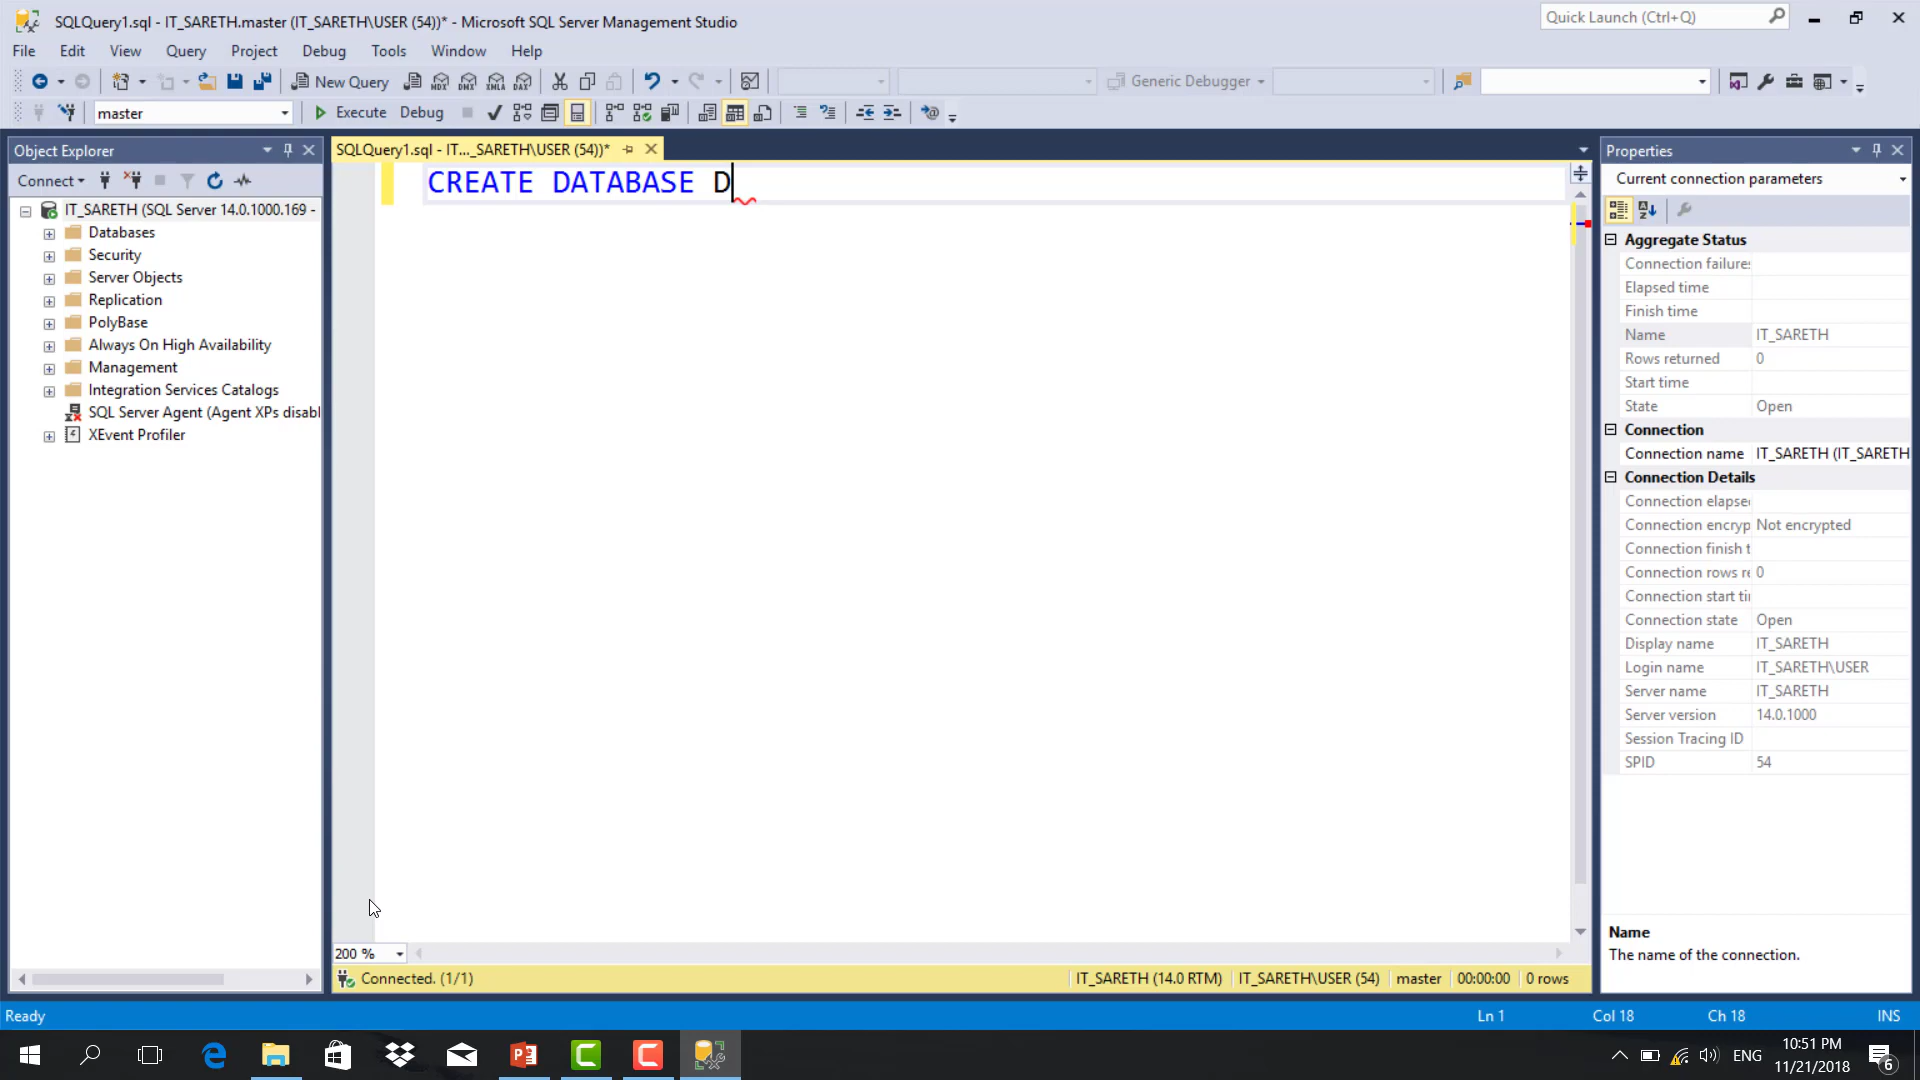 SQLQuery1.sql - IT_SARETH.master (IT_SARETH\USER (54))* - Microsoft SQL Server Management Studio
Quick Launch (Ctrl+Q)
File Edit View Query Project Debug Tools Window Help
New Query
MDX DMX XMLA DAX
Generic Debugger
master
Execute Debug
Object Explorer
Connect
IT_SARETH (SQL Server 14.0.1000.169 -
Databases
Security
Server Objects
Replication
PolyBase
Always On High Availability
Management
Integration Services Catalogs
SQL Server Agent (Agent XPs disabl
XEvent Profiler
SQLQuery1.sql - IT..._SARETH\USER (54))*
CREATE DATABASE D
200 %
Connected. (1/1)
IT_SARETH (14.0 RTM) IT_SARETH\USER (54) master 00:00:00 0 rows
Properties
Current connection parameters
Aggregate Status
Connection failures
Elapsed time
Finish time
Name IT_SARETH
Rows returned 0
Start time
State Open
Connection
Connection name IT_SARETH (IT_SARETH
Connection Details
Connection elapse
Connection encryp Not encrypted
Connection finish t
Connection rows re 0
Connection start ti
Connection state Open
Display name IT_SARETH
Login name IT_SARETH\USER
Server name IT_SARETH
Server version 14.0.1000
Session Tracing ID
SPID 54
Name
The name of the connection.
Ready
Ln 1 Col 18 Ch 18 INS
ENG
10:51 PM
11/21/2018
6